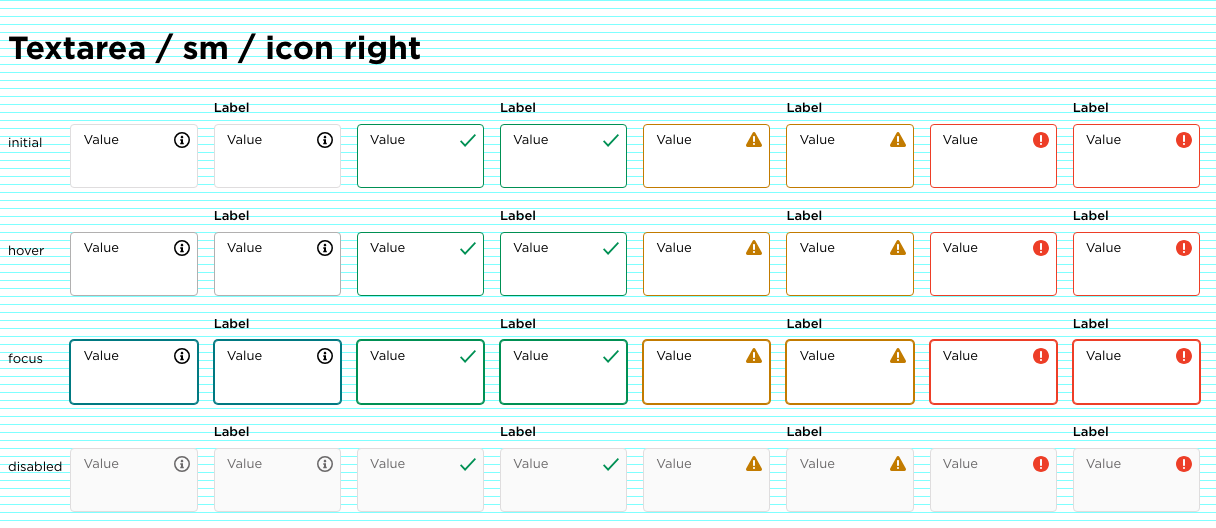 Textarea / sm / icon right
Label Label Label Label
initial Value Value Value Value Value Value Value Value
Label Label Label Label
hover Value Value Value Value Value Value Value Value
Label Label Label Label
focus Value Value Value Value Value Value Value Value
Label Label Label Label
disabled Value Value Value Value Value Value Value Value